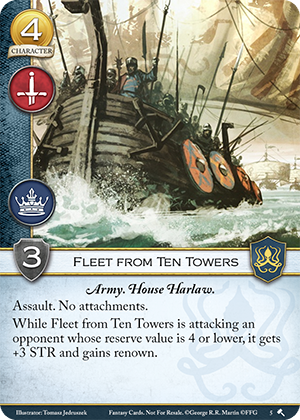 4
CHARACTER
3
FLEET FROM TEN TOWERS
Army. House Harlaw.
Assault. No attachments.
While Fleet from Ten Towers is attacking an
opponent whose reserve value is 4 or lower, it gets
+3 STR and gains renown.
Illustrator: Tomasz Jedruszek
Fantasy Cards. Not For Resale. ©George R.R. Martin ©FFG
5